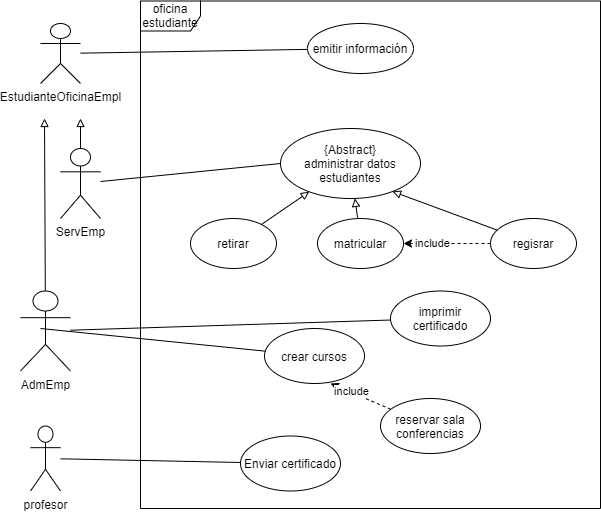 oficina
estudiante
emitir información
EstudianteOficinaEmpl
{Abstract}
administrar datos
estudiantes
ServEmp
retirar
matricular
include
regisrar
imprimir
certificado
crear cursos
AdmEmp
include
reservar sala
conferencias
Enviar certificado
profesor